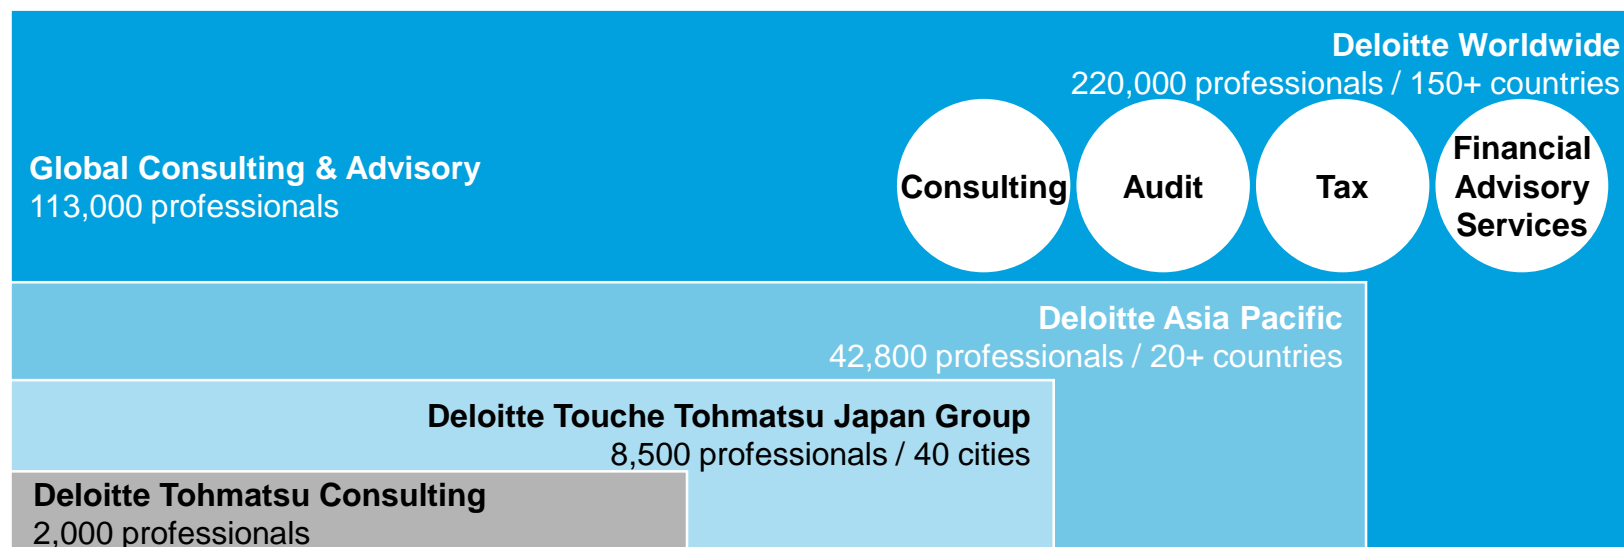 Deloitte Worldwide
220,000 professionals / 150+ countries
Global Consulting & Advisory
113,000 professionals
Consulting
Audit
Tax
Financial
Advisory
Services
Deloitte Asia Pacific
42,800 professionals / 20+ countries
Deloitte Touche Tohmatsu Japan Group
8,500 professionals / 40 cities
Deloitte Tohmatsu Consulting
2,000 professionals